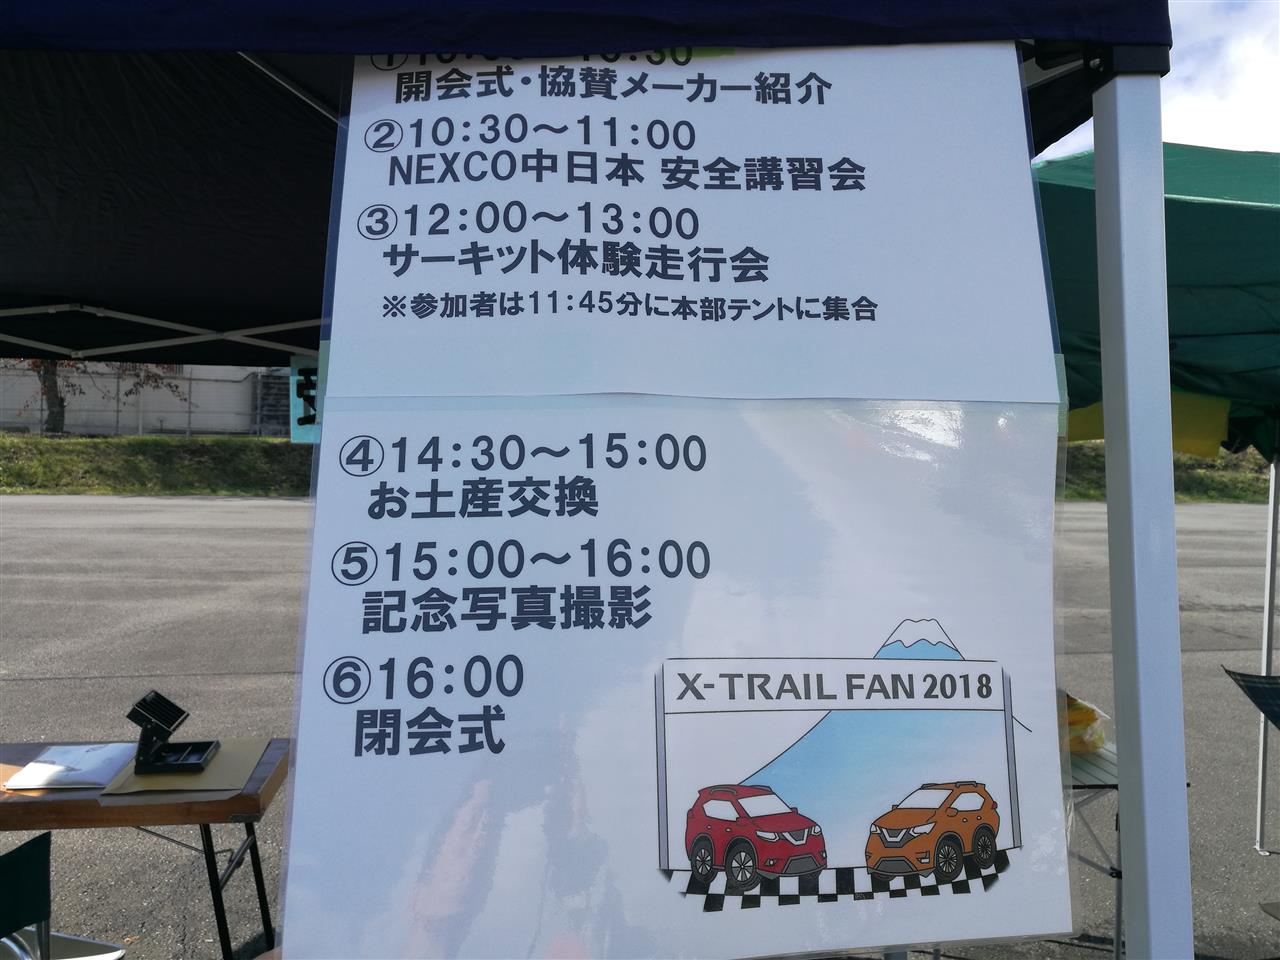 ①10:00～10:30
開会式・協賛メーカー紹介
②10:30～11:00
NEXCO中日本 安全講習会
③12:00～13:00
サーキット体験走行会
※参加者は11:45分に本部テントに集合
④14:30～15:00
お土産交換
⑤15:00～16:00
記念写真撮影
⑥16:00
閉会式
X-TRAIL FAN 2018